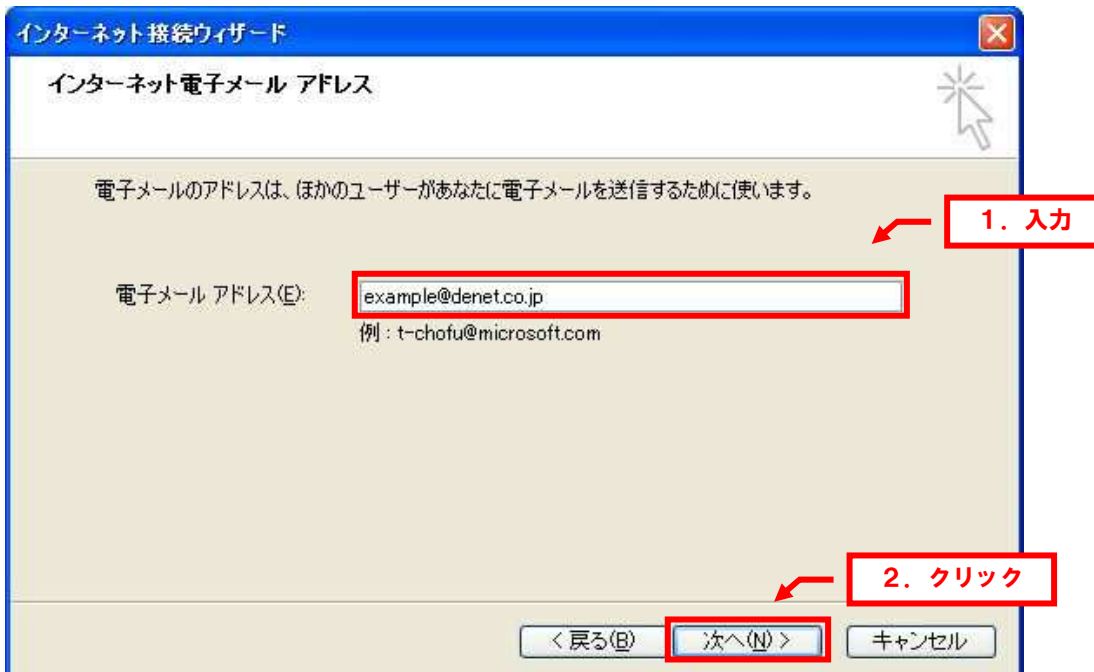 インターネット接続ウィザード
インターネット電子メール アドレス
電子メールのアドレスは、ほかのユーザーがあなたに電子メールを送信するために使います。
1. 入力
電子メール アドレス(E):
example@denet.co.jp
例 : t-chofu@microsoft.com
2. クリック
< 戻る(B)
次へ(N) >
キャンセル